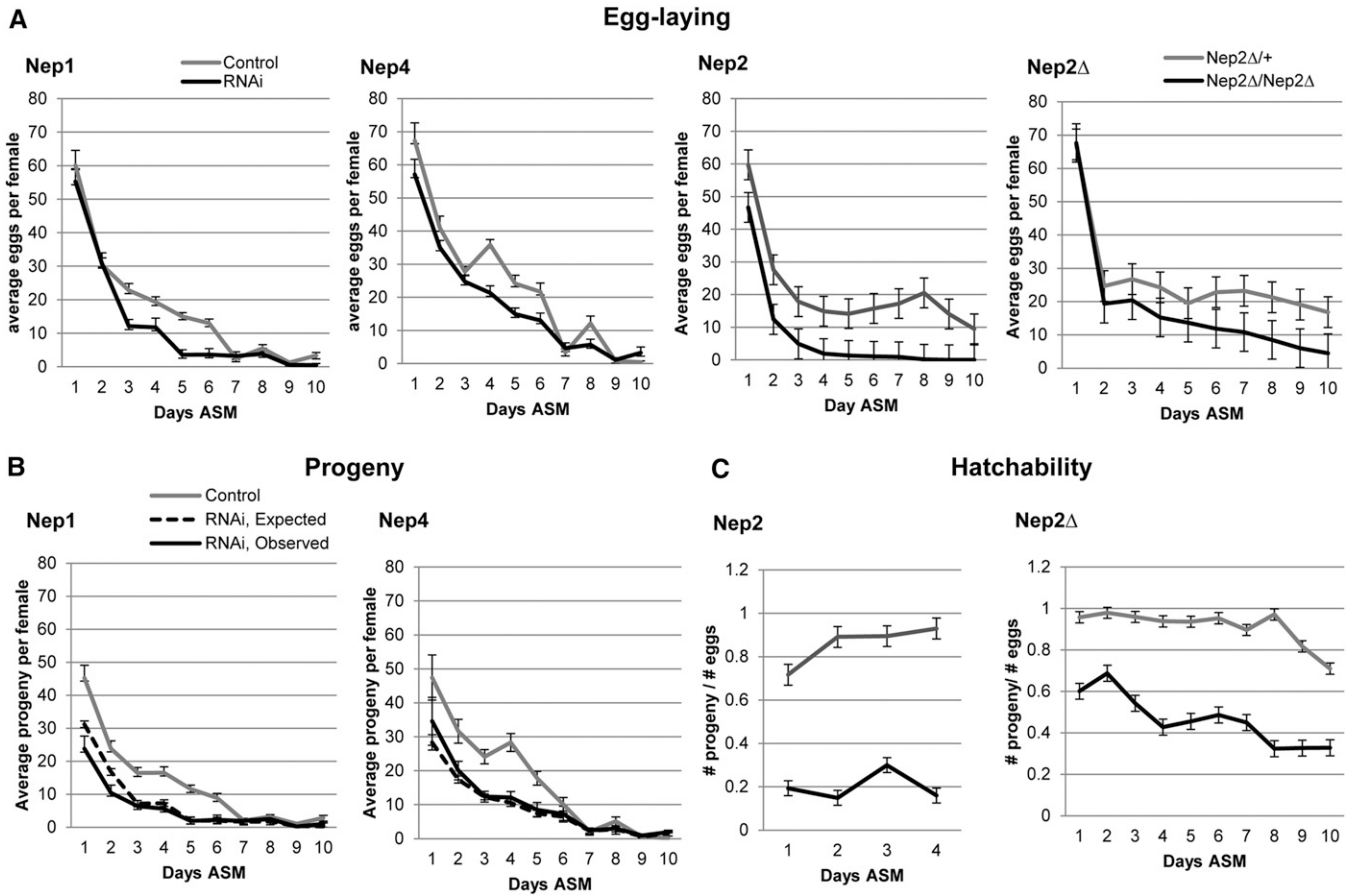 A
Egg-laying
Nep1
Control
RNAi
Nep4
Nep2
Nep2Δ
Nep2Δ/+
Nep2Δ/Nep2Δ
average eggs per female
80
70
60
50
40
30
20
10
0
1 2 3 4 5 6 7 8 9 10
Days ASM
average eggs per female
80
70
60
50
40
30
20
10
0
1 2 3 4 5 6 7 8 9 10
Days ASM
average eggs per female
80
70
60
50
40
30
20
10
0
1 2 3 4 5 6 7 8 9 10
Day ASM
Average eggs per female
80
70
60
50
40
30
20
10
0
1 2 3 4 5 6 7 8 9 10
Days ASM
B
Progeny
Control
RNAi, Expected
RNAi, Observed
Nep1
Nep4
Average progeny per female
80
70
60
50
40
30
20
10
0
1 2 3 4 5 6 7 8 9 10
Days ASM
Average progeny per female
80
70
60
50
40
30
20
10
0
1 2 3 4 5 6 7 8 9 10
Days ASM
C
Hatchability
Nep2
Nep2Δ
# progeny / # eggs
1.2
1
0.8
0.6
0.4
0.2
0
1 2 3 4
Days ASM
# progeny/ # eggs
1.2
1
0.8
0.6
0.4
0.2
0
1 2 3 4 5 6 7 8 9 10
Days ASM